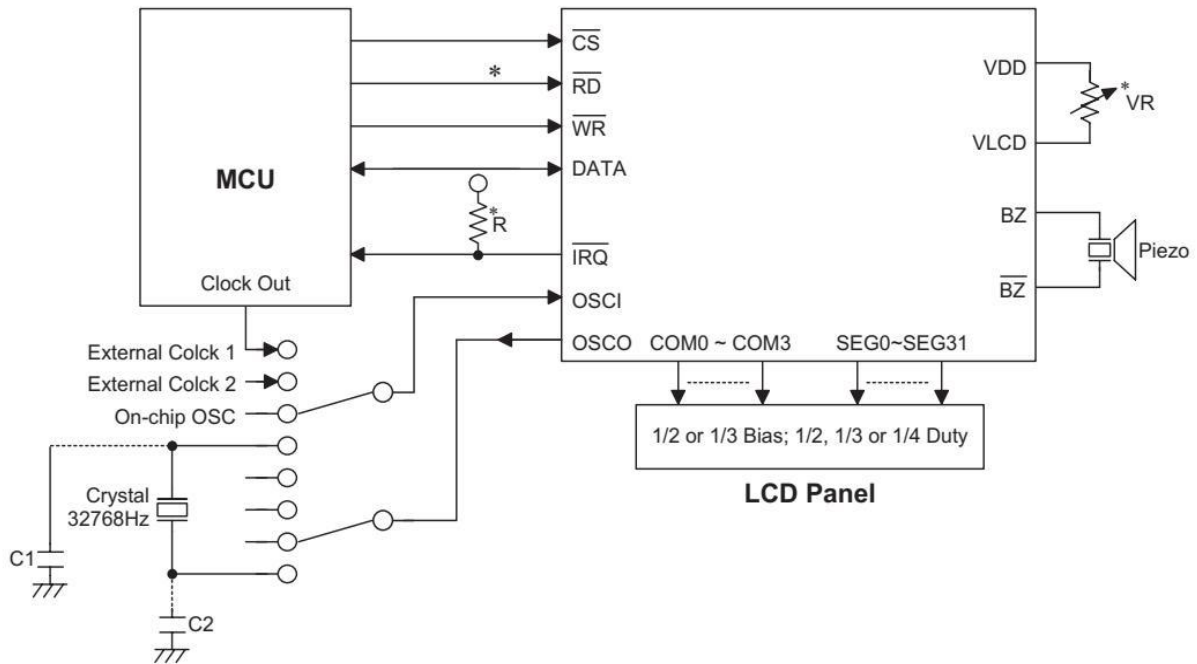 MCU
Clock Out
*
CS
RD
WR
DATA
*
R
IRQ
OSCI
OSCO
COM0 ~ COM3
SEG0~SEG31
VDD
*
VR
VLCD
BZ
Piezo
BZ
External Colck 1
External Colck 2
On-chip OSC
Crystal
32768Hz
C1
C2
1/2 or 1/3 Bias; 1/2, 1/3 or 1/4 Duty
LCD Panel